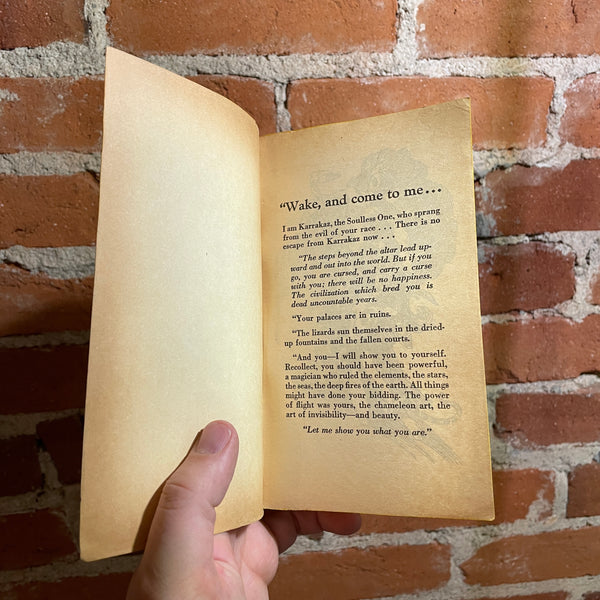 “Wake, and come to me...
I am Karrakaz, the Soulless One, who sprang
from the evil of your race . . . There is no
escape from Karrakaz now . . .
“The steps beyond the altar lead up-
ward and out into the world. But if you
go, you are cursed, and carry a curse
with you; there will be no happiness.
The civilization which bred you is
dead uncountable years.
“Your palaces are in ruins.
“The lizards sun themselves in the dried-
up fountains and the fallen courts.
“And you—I will show you to yourself.
Recollect, you should have been powerful,
a magician who ruled the elements, the stars,
the seas, the deep fires of the earth. All things
might have done your bidding. The power
of flight was yours, the chameleon art, the
art of invisibility—and beauty.
“Let me show you what you are.”